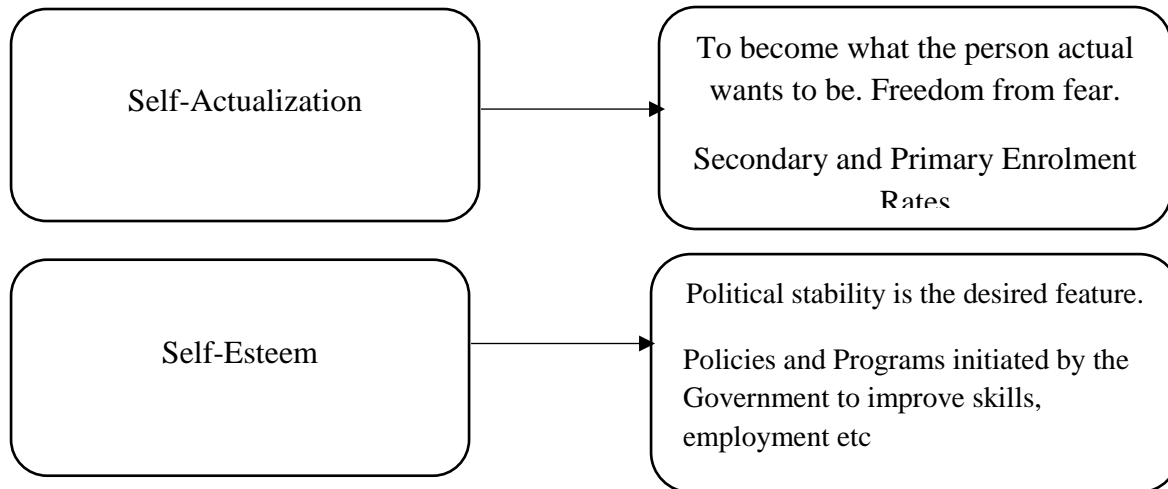 Self-Actualization
To become what the person actual
wants to be. Freedom from fear.
Secondary and Primary Enrolment
Rates
Self-Esteem
Political stability is the desired feature.
Policies and Programs initiated by the
Government to improve skills,
employment etc